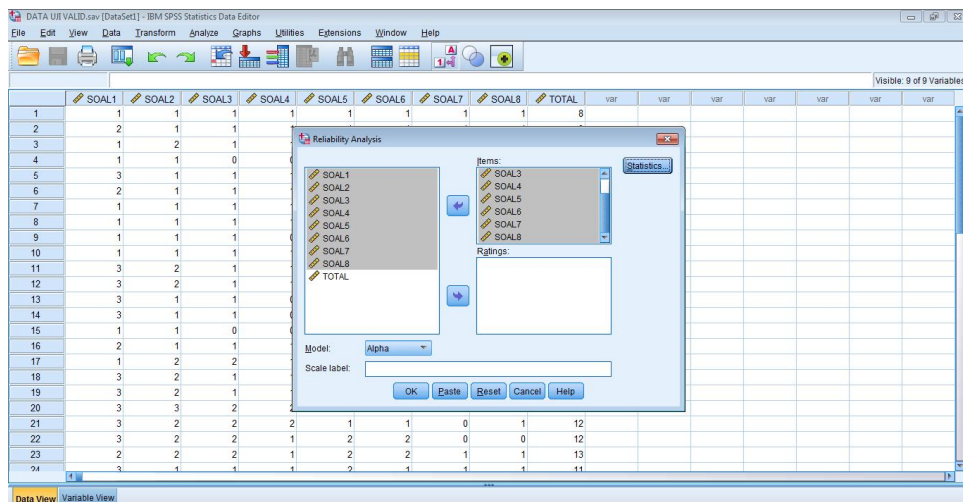 DATA UJI VALID.sav [DataSet1] - IBM SPSS Statistics Data Editor
File Edit View Data Transform Analyze Graphs Utilities Extensions Window Help
Visible: 9 of 9 Variables
SOAL1 SOAL2 SOAL3 SOAL4 SOAL5 SOAL6 SOAL7 SOAL8 TOTAL var var var var var var
1 1 1 1 1 1 1 1 1 8
2 2 1 1
3 1 2 1
4 1 1 0
5 3 1 1
6 2 1 1
7 1 1 1
8 1 1 1
9 1 1 1
10 1 1 1
11 3 2 1
12 3 2 1
13 3 1 1
14 3 1 1
15 1 1 0
16 2 1 1
17 1 2 2
18 3 2 1
19 3 2 1
20 3 3 2
21 3 2 2 2 1 1 0 1 12
22 3 2 2 1 2 2 0 0 12
23 2 2 2 1 2 2 1 1 13
24 3 1 1 1 2 1 1 1 11
Data View Variable View
Reliability Analysis
SOAL1
SOAL2
SOAL3
SOAL4
SOAL5
SOAL6
SOAL7
SOAL8
TOTAL
Items:
SOAL3
SOAL4
SOAL5
SOAL6
SOAL7
SOAL8
Statistics...
Ratings:
Model: Alpha
Scale label:
OK Paste Reset Cancel Help